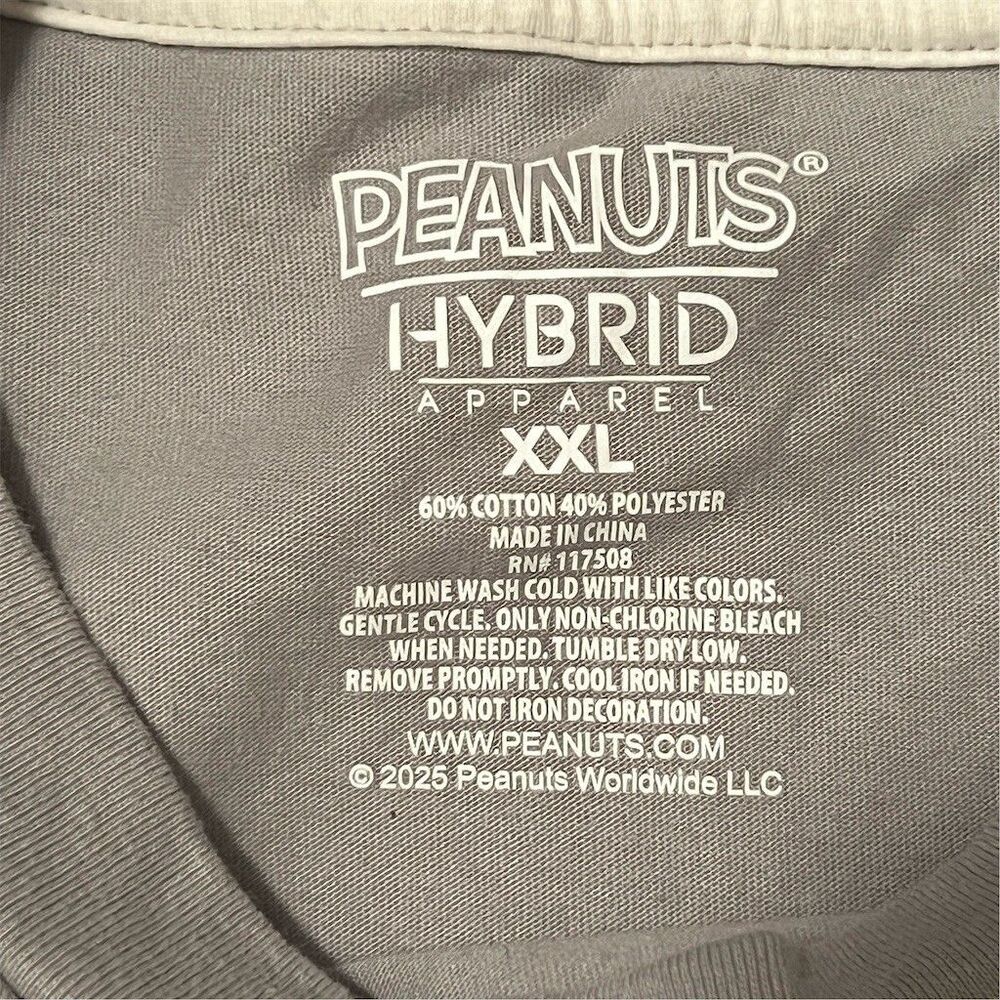 PEANUTS®
HYBRID
APPAREL
XXL
60% COTTON 40% POLYESTER
MADE IN CHINA
RN# 117508
MACHINE WASH COLD WITH LIKE COLORS.
GENTLE CYCLE. ONLY NON-CHLORINE BLEACH
WHEN NEEDED. TUMBLE DRY LOW.
REMOVE PROMPTLY. COOL IRON IF NEEDED.
DO NOT IRON DECORATION.
WWW.PEANUTS.COM
© 2025 Peanuts Worldwide LLC